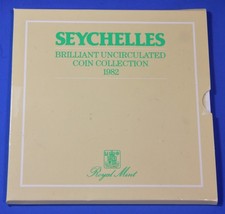 SEYCHELLES
BRILLIANT UNCIRCULATED
COIN COLLECTION
1982
Royal Mint